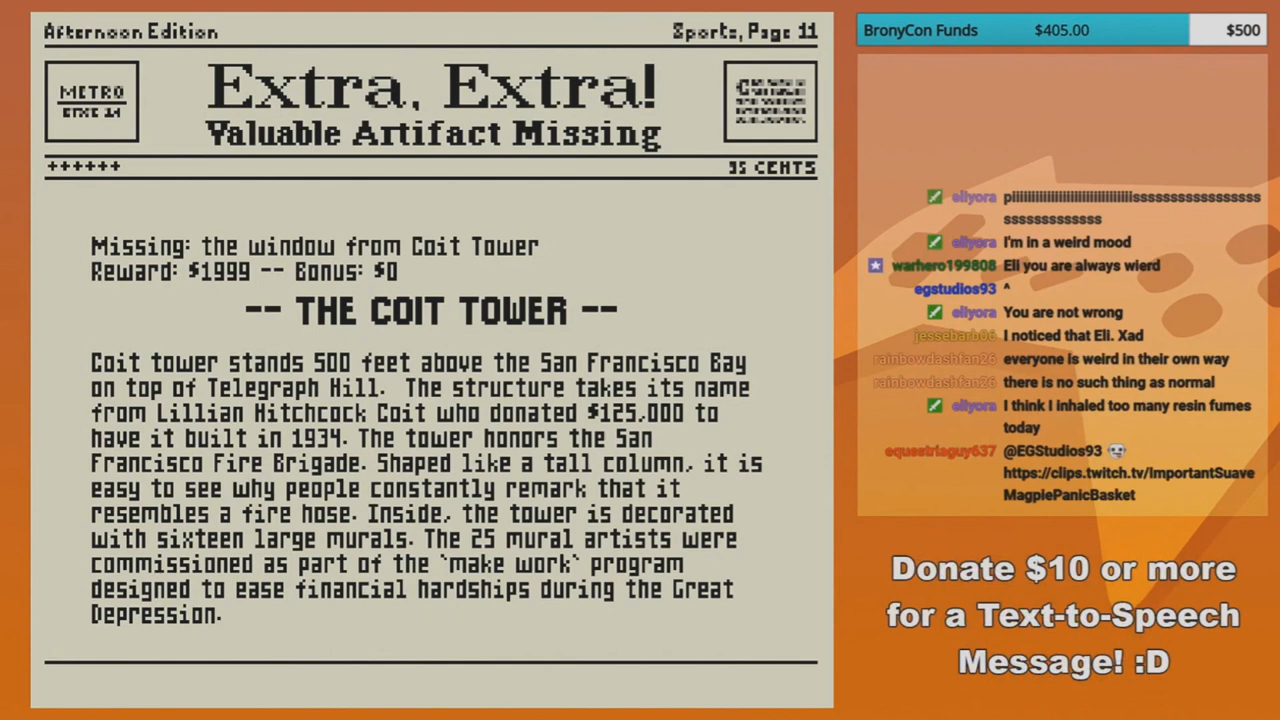 Afternoon Edition
Sports, Page 11
METRO
Extra, Extra!
Valuable Artifact Missing
++++++
35 CENTS
Missing: the window from Coit Tower
Reward: $1999 -- Bonus: $0
-- THE COIT TOWER --
Coit tower stands 500 feet above the San Francisco Bay
on top of Telegraph Hill. The structure takes its name
from Lillian Hitchcock Coit who donated $125,000 to
have it built in 1934. The tower honors the San
Francisco Fire Brigade. Shaped like a tall column, it is
easy to see why people constantly remark that it
resembles a fire hose. Inside, the tower is decorated
with sixteen large murals. The 25 mural artists were
commissioned as part of the `make work` program
designed to ease financial hardships during the Great
Depression.
BronyCon Funds $405.00 $500
eliyora piiiiiiiiiiiiiiiiiiiiiiiiiiiiiiiiissssssssssssssssss
sssssssssssss
eliyora I'm in a weird mood
warhero199808 Eli you are always wierd
egstudios93 ^
eliyora You are not wrong
jessebarb06 I noticed that Eli. Xad
rainbowdashfan26 everyone is weird in their own way
rainbowdashfan26 there is no such thing as normal
eliyora I think I inhaled too many resin fumes
today
equestriaguy637 @EGStudios93
https://clips.twitch.tv/ImportantSuave
MagpiePanicBasket
Donate $10 or more
for a Text-to-Speech
Message! :D